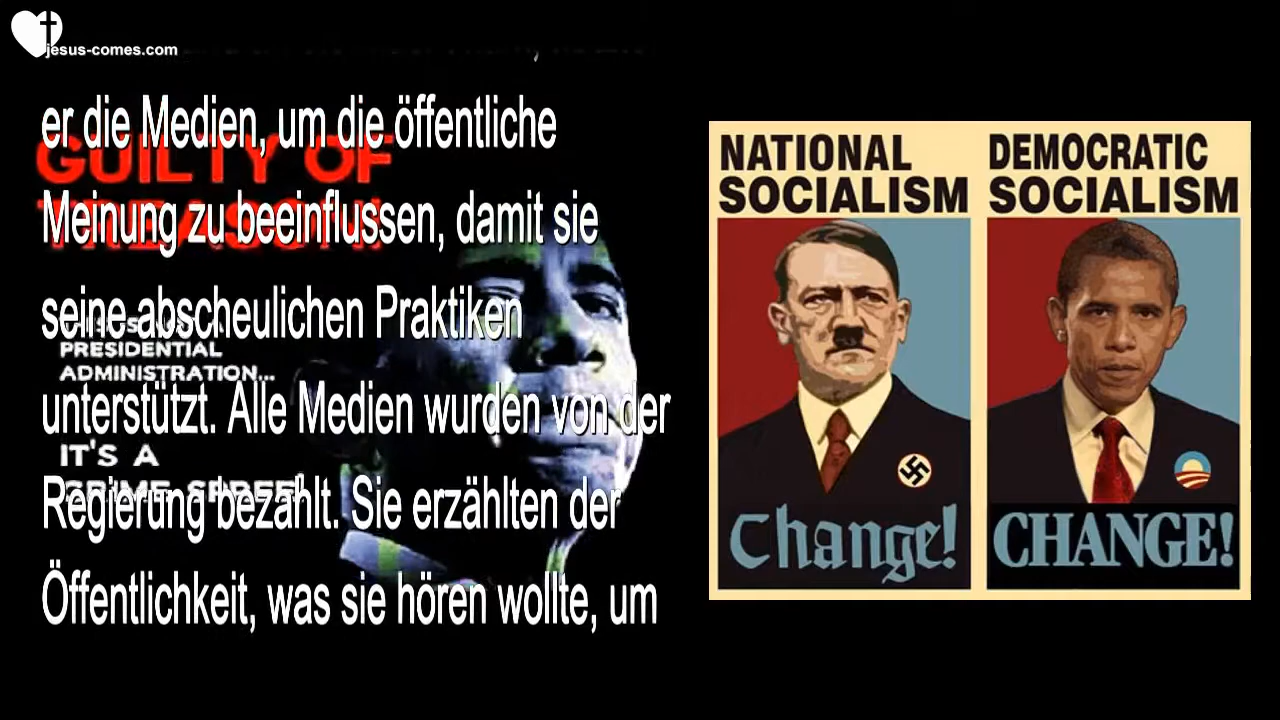 jesus-comes.com
er die Medien, um die öffentliche
GUILTY OF
Meinung zu beeinflussen, damit sie
seine abscheulichen Praktiken
PRESIDENTIAL
ADMINISTRATION...
unterstützt. Alle Medien wurden von der
IT'S A
Regierung bezahlt. Sie erzählten der
CRIME SPREE!
Öffentlichkeit, was sie hören wollte, um
NATIONAL
SOCIALISM
Change!
DEMOCRATIC
SOCIALISM
CHANGE!